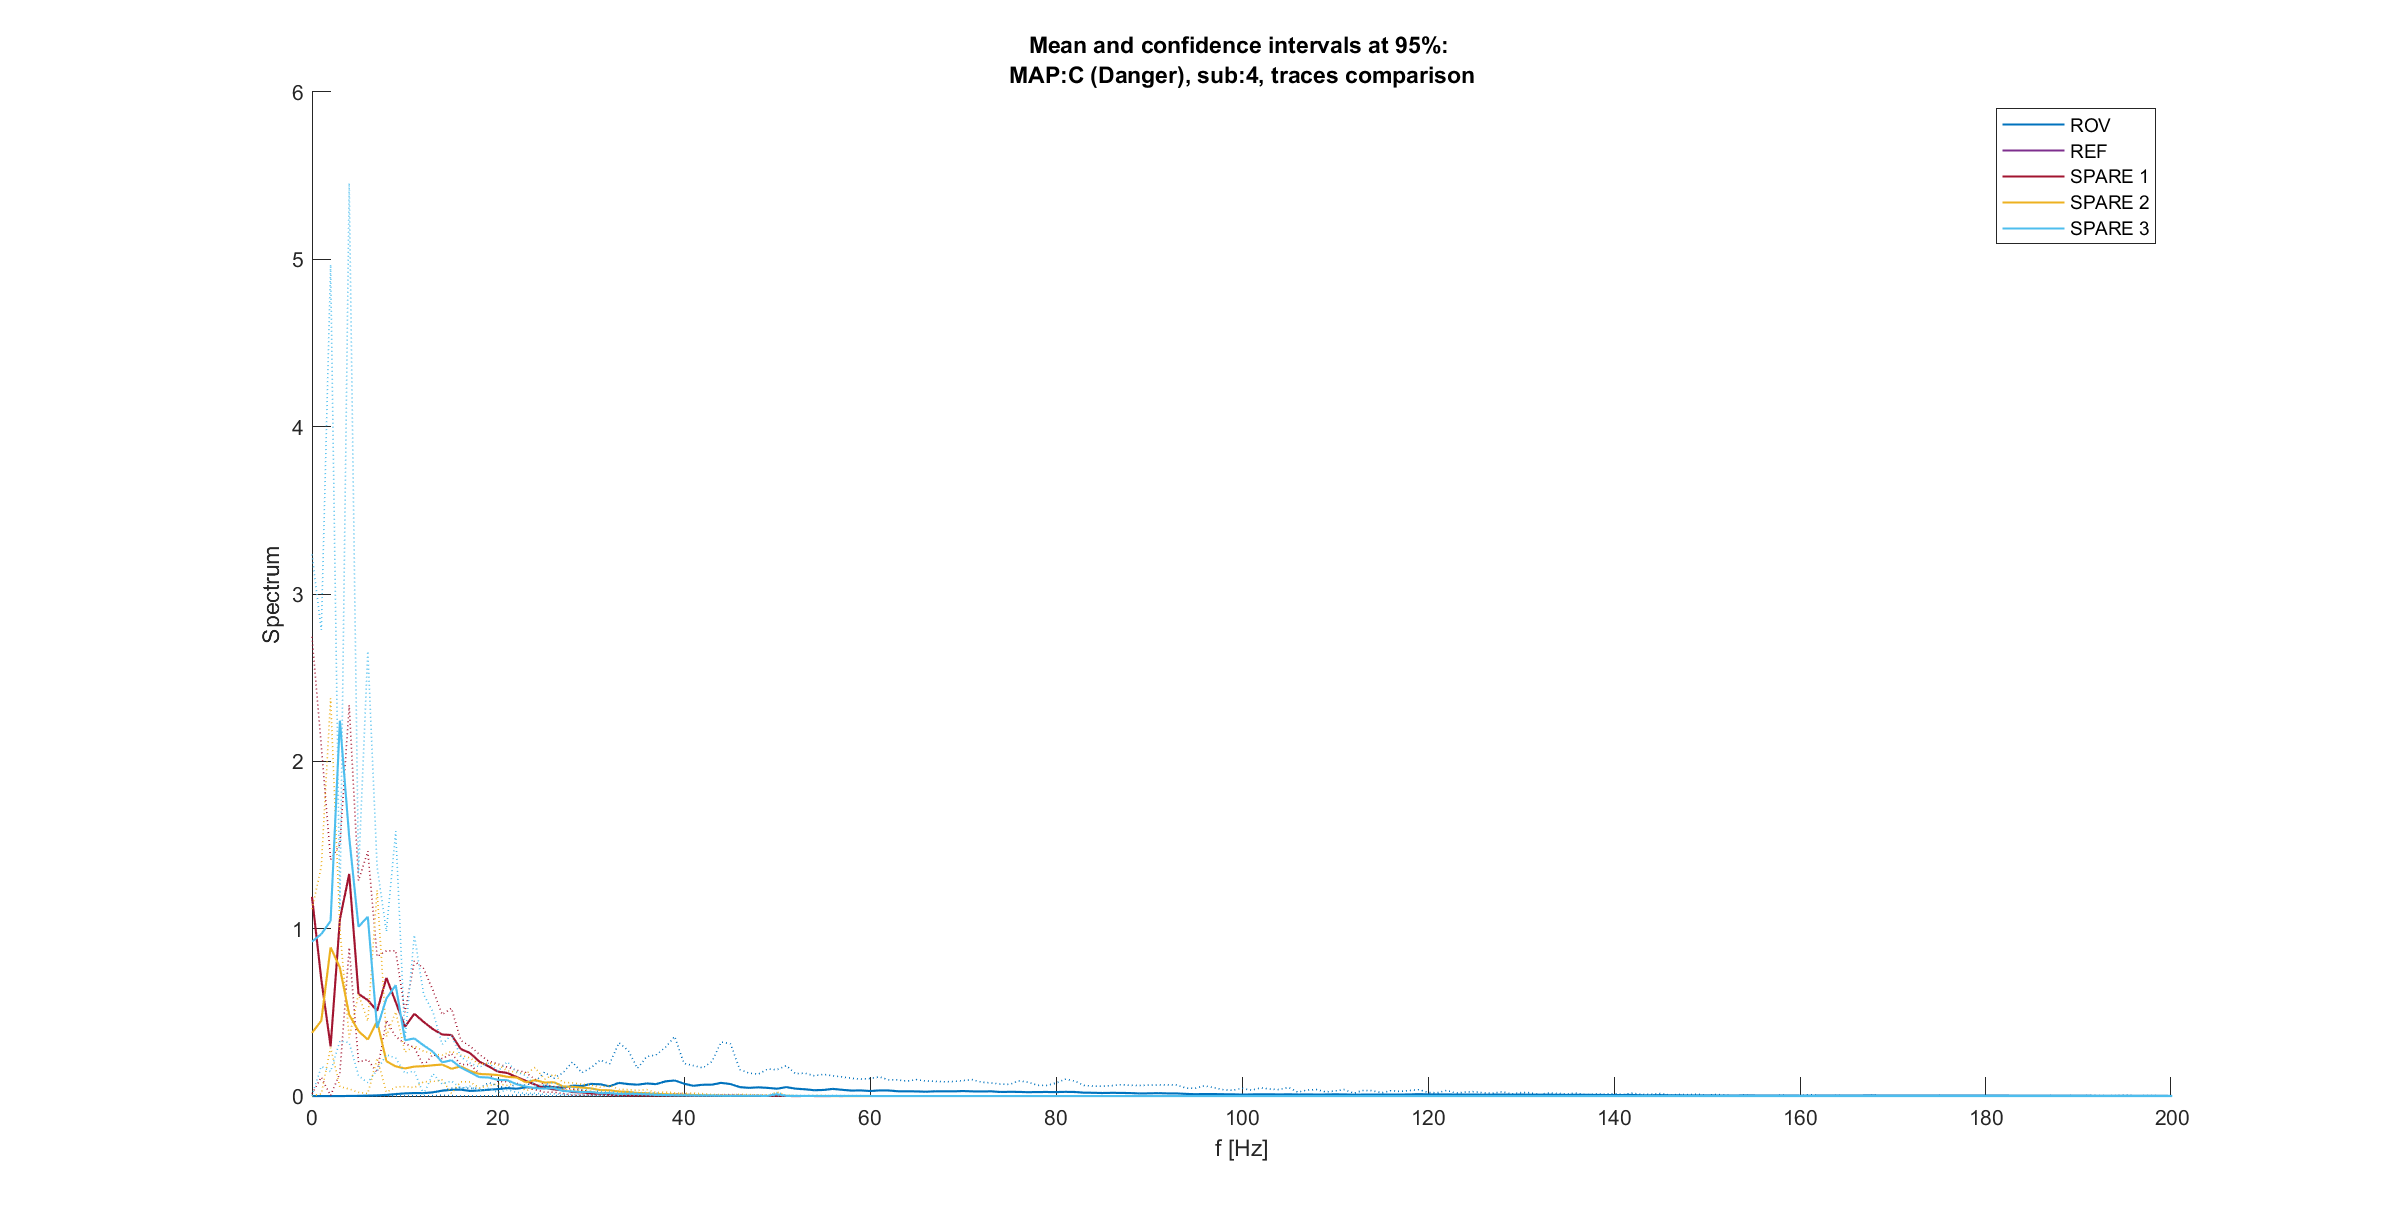 Mean and confidence intervals at 95%:
MAP:C (Danger), sub:4, traces comparison
6
5
4
3
2
1
0
Spectrum
ROV
REF
SPARE 1
SPARE 2
SPARE 3
0 20 40 60 80 100 120 140 160 180 200
f [Hz]